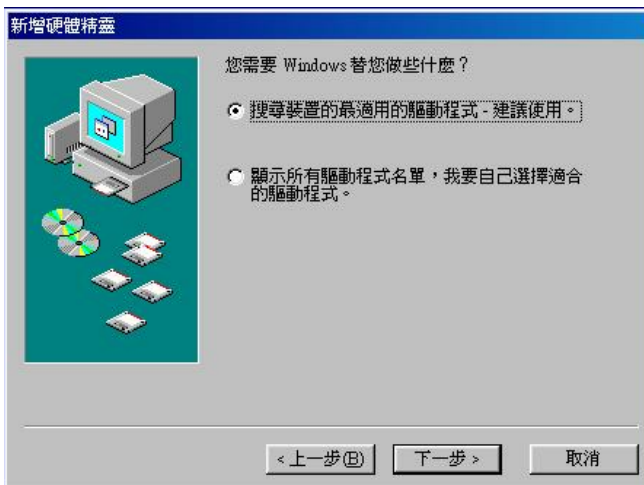 新增硬體精靈
您需要 Windows 替您做些什麼？
搜尋裝置的最適用的驅動程式 - 建議使用。
顯示所有驅動程式名單，我要自己選擇適合
的驅動程式。
< 上一步(B)
下一步 >
取消